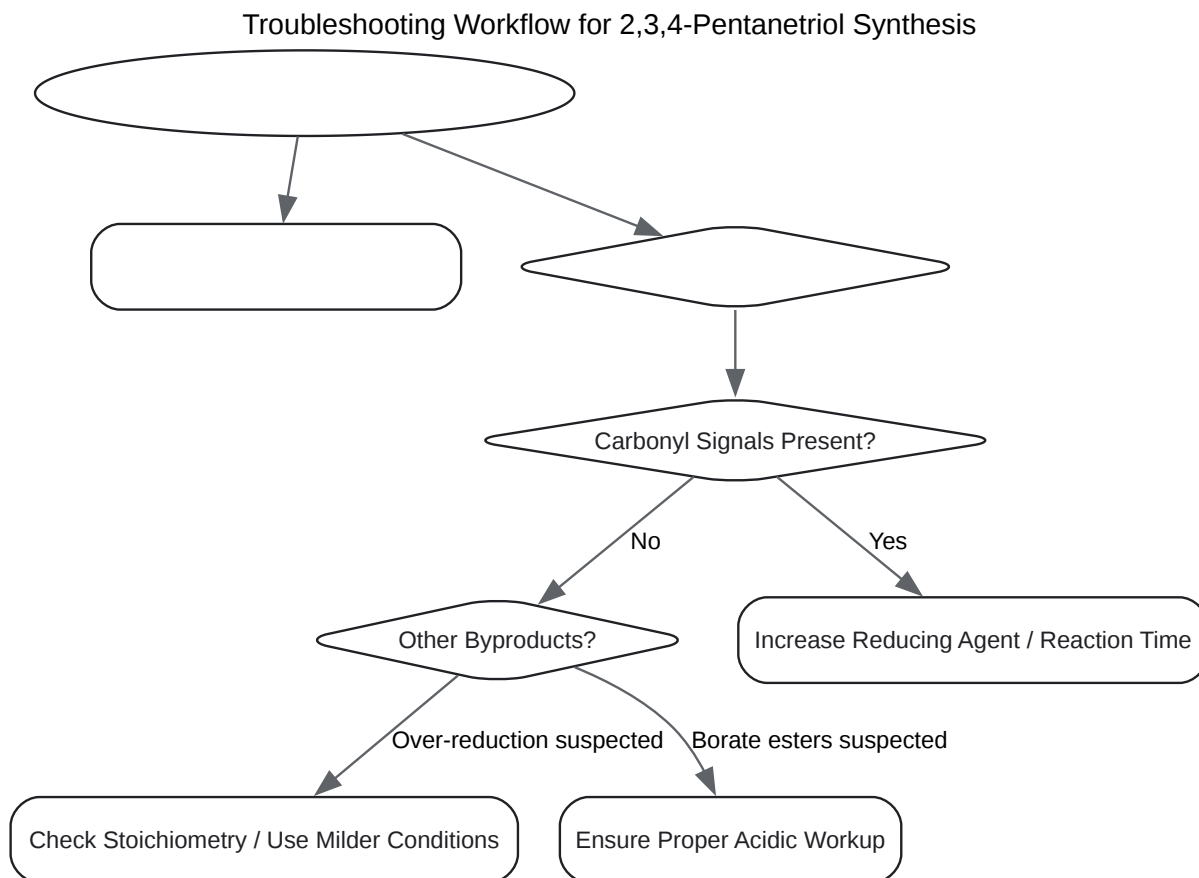 Troubleshooting Workflow for 2,3,4-Pentanetriol Synthesis
Carbonyl Signals Present?
No
Yes
Other Byproducts?
Increase Reducing Agent / Reaction Time
Over-reduction suspected
Borate esters suspected
Check Stoichiometry / Use Milder Conditions
Ensure Proper Acidic Workup